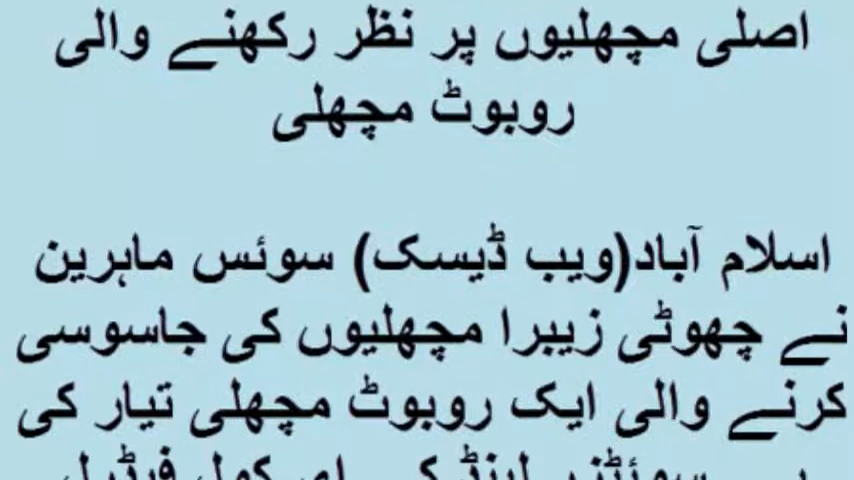 اصلی مچھلیوں پر نظر رکھنے والی
روبوٹ مچھلی
اسلام آباد(ویب ڈیسک) سوئس ماہرین
نے چھوٹی زیبرا مچھلیوں کی جاسوسی
کرنے والی ایک روبوٹ مچھلی تیار کی